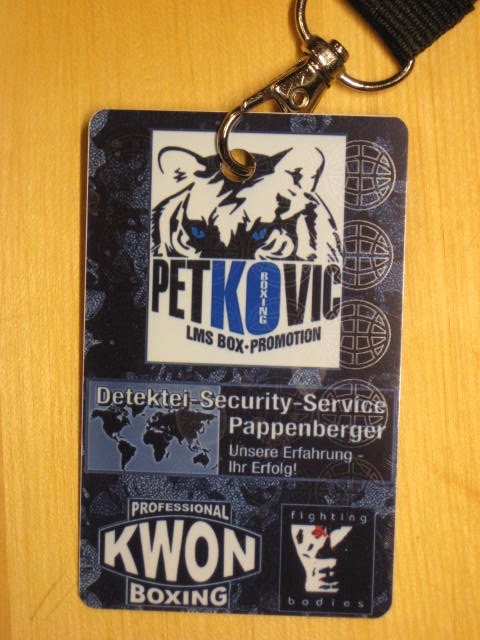 PETKOVIC
BOXING
LMS BOX-PROMOTION
Detektei-Security-Service
Pappenberger
Unsere Erfahrung -
Ihr Erfolg!
PROFESSIONAL
KWON
BOXING
fighting
bodies